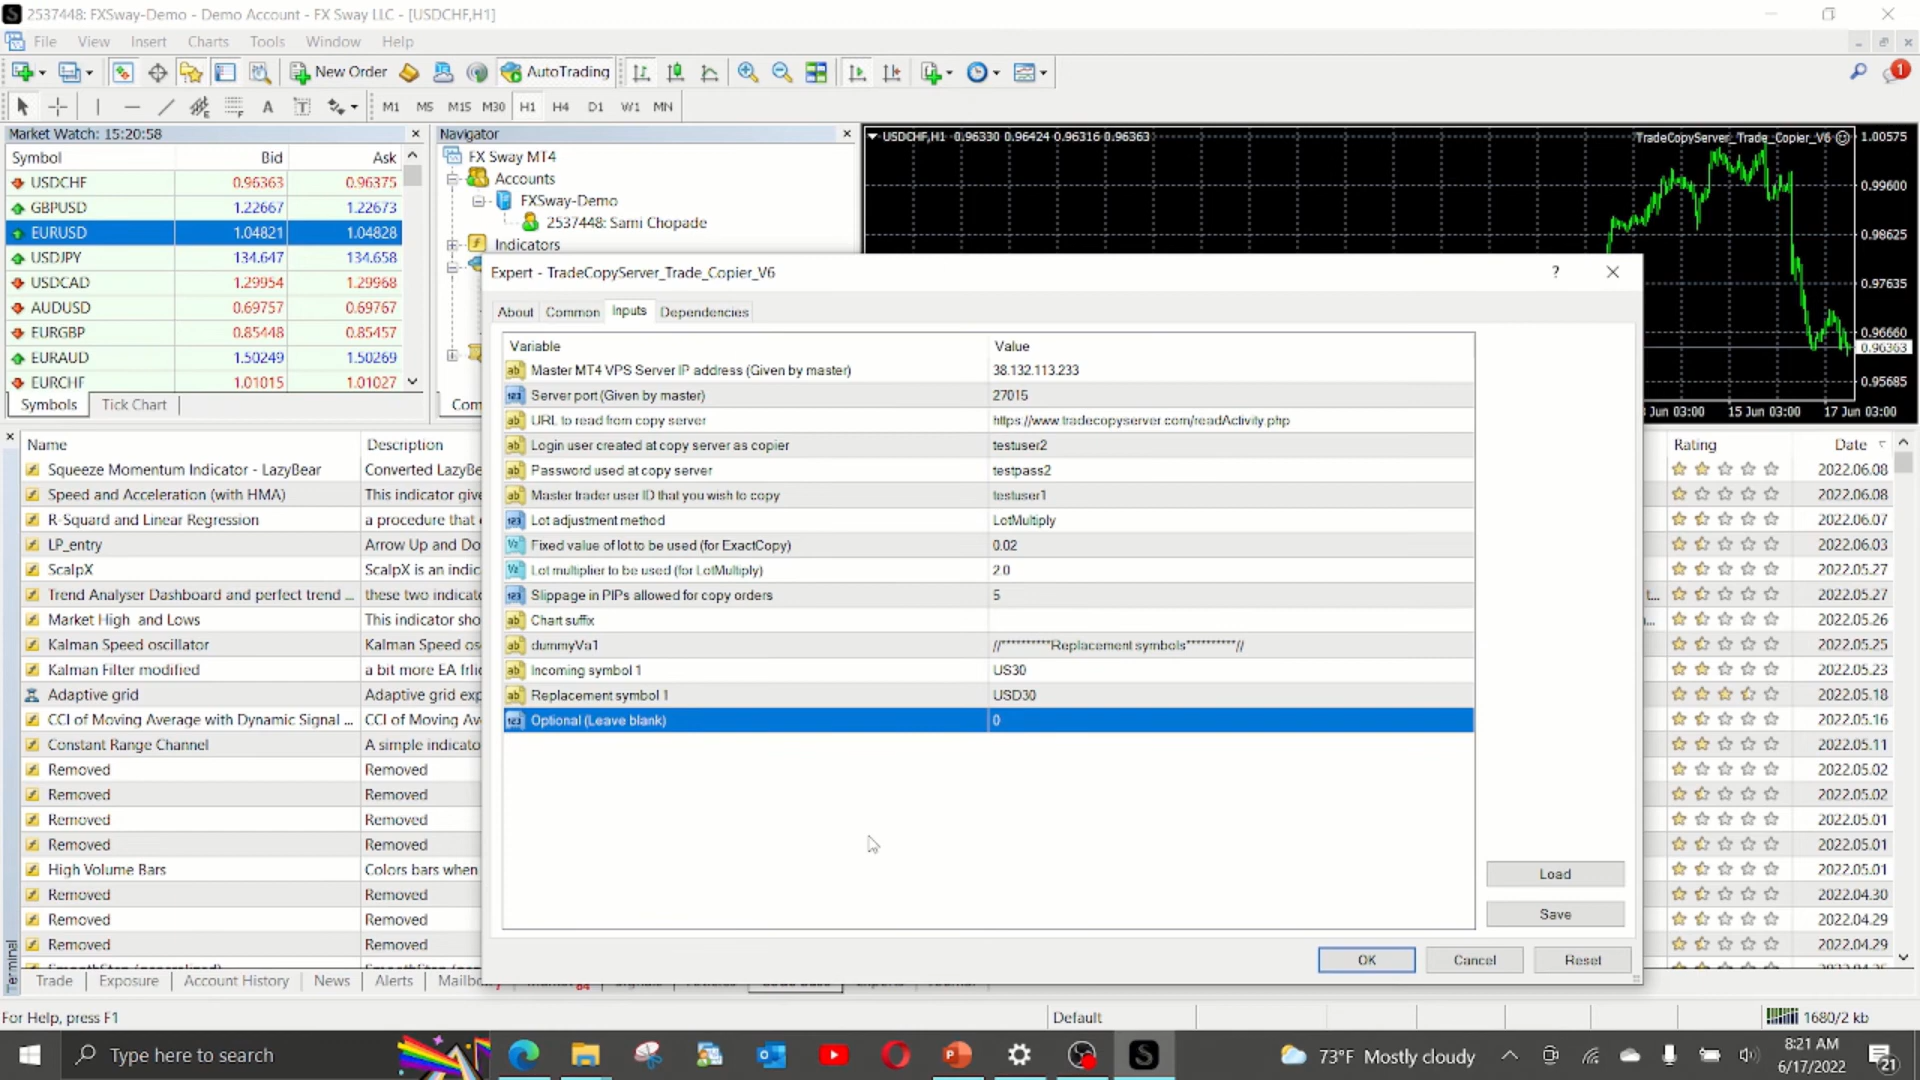 2537448: FXSway-Demo - Demo Account - FX Sway LLC - [USDCHF,H1]
File View Insert Charts Tools Window Help
New Order AutoTrading 1
A T M1 M5 M15 M30 H1 H4 D1 W1 MN
Market Watch: 15:20:58
Symbol Bid Ask
USDCHF 0.96363 0.96375
GBPUSD 1.22667 1.22673
EURUSD 1.04821 1.04828
USDJPY 134.647 134.658
USDCAD 1.29954 1.29968
AUDUSD 0.69757 0.69767
EURGBP 0.85448 0.85457
EURAUD 1.50249 1.50269
EURCHF 1.01015 1.01027
Symbols Tick Chart
Navigator
FX Sway MT4
Accounts
FXSway-Demo
2537448: Sami Chopade
Indicators
Com
USDCHF,H1 0.96330 0.96424 0.96316 0.96363
TradeCopyServer_Trade_Copier_V6
1.00575
0.99600
0.98625
0.97635
0.96660
0.96363
0.95685
Jun 03:00 15 Jun 03:00 17 Jun 03:00
Expert - TradeCopyServer_Trade_Copier_V6 ?
About Common Inputs Dependencies
Variable Value
Master MT4 VPS Server IP address (Given by master) 38.132.113.233
Server port (Given by master) 27015
URL to read from copy server https://www.tradecopyserver.com/readActivity.php
Login user created at copy server as copier testuser2
Password used at copy server testpass2
Master trader user ID that you wish to copy testuser1
Lot adjustment method LotMultiply
Fixed value of lot to be used (for ExactCopy) 0.02
Lot multiplier to be used (for LotMultiply) 2.0
Slippage in PIPs allowed for copy orders 5
Chart suffix
dummyVa1 //**********Replacement symbols**********//
Incoming symbol 1 US30
Replacement symbol 1 USD30
Optional (Leave blank) 0
Load
Save
OK Cancel Reset
Name Description Rating Date
Squeeze Momentum Indicator - LazyBear Converted LazyBe 2022.06.08
Speed and Acceleration (with HMA) This indicator give 2022.06.08
R-Squard and Linear Regression a procedure that 2022.06.07
LP_entry Arrow Up and Do 2022.06.03
ScalpX ScalpX is an indic 2022.05.27
Trend Analyser Dashboard and perfect trend ... these two indicato t... 2022.05.27
Market High and Lows This indicator sho 2022.05.26
Kalman Speed oscillator Kalman Speed os 2022.05.25
Kalman Filter modified a bit more EA frie 2022.05.23
Adaptive grid Adaptive grid exp 2022.05.18
CCI of Moving Average with Dynamic Signal ... CCI of Moving Av 2022.05.16
Constant Range Channel A simple indicato 2022.05.11
Removed Removed 2022.05.02
Removed Removed 2022.05.02
Removed Removed 2022.05.01
Removed Removed 2022.05.01
High Volume Bars Colors bars when 2022.05.01
Removed Removed 2022.04.30
Removed Removed 2022.04.29
Removed Removed 2022.04.29
Terminal
Trade Exposure Account History News Alerts Mailbox
For Help, press F1 Default 1680/2 kb
Type here to search 73°F Mostly cloudy 8:21 AM
6/17/2022 21